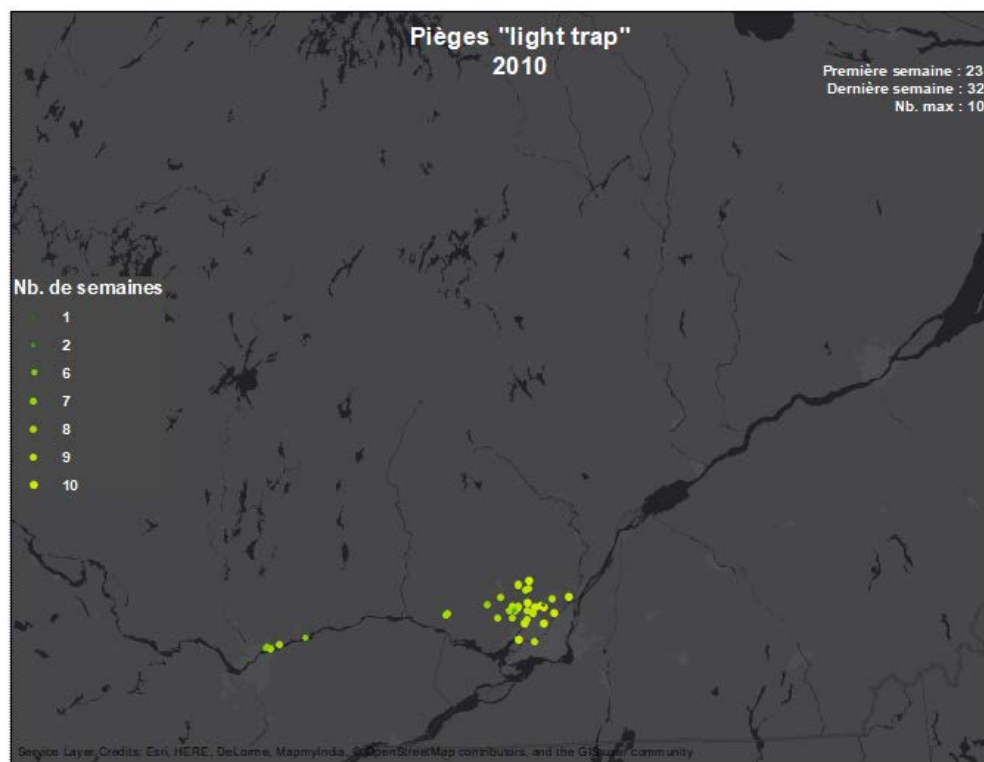 Pièges "light trap"
2010
Première semaine : 23
Dernière semaine : 32
Nb. max : 10
Nb. de semaines
1
2
6
7
8
9
10
Service Layer Credits: Esri, HERE, DeLorme, MapmyIndia, © OpenStreetMap contributors, and the GIS user community